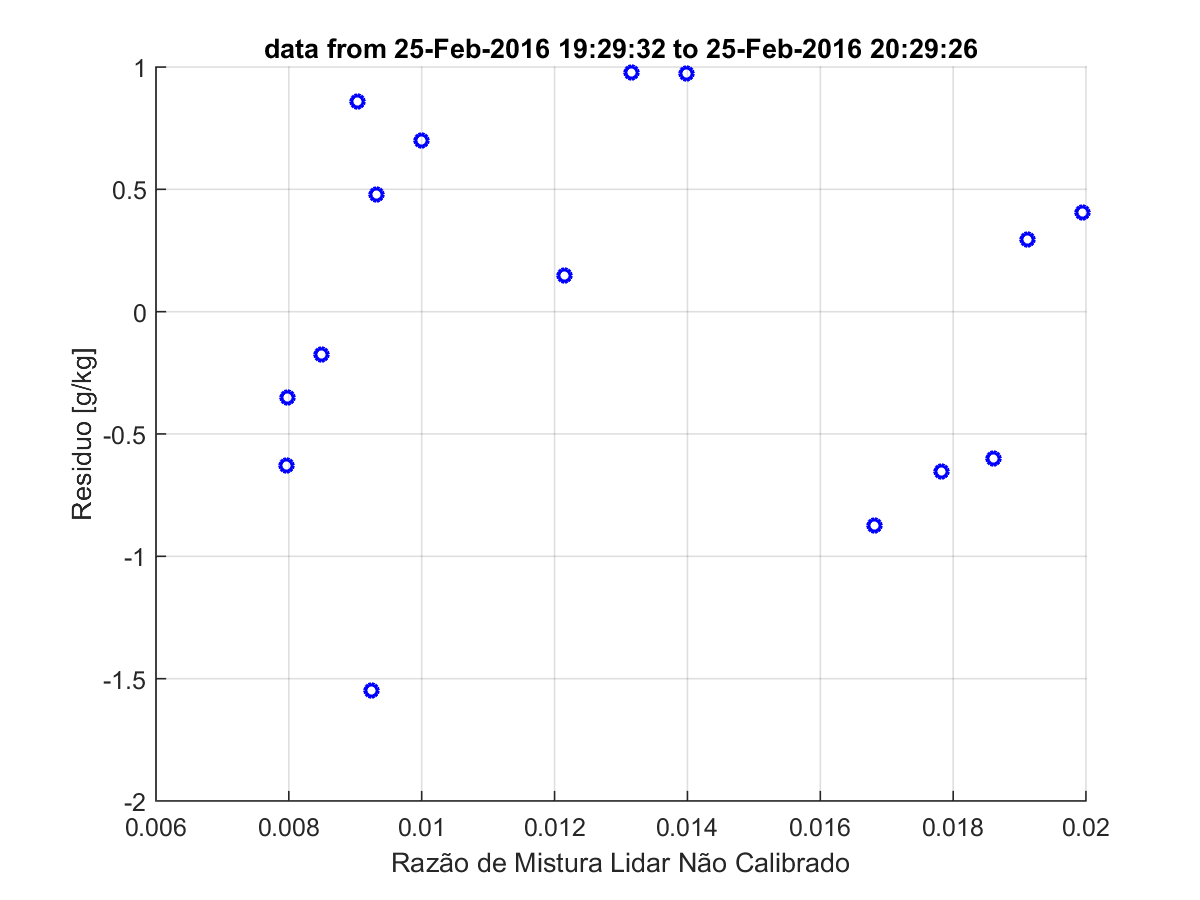 data from 25-Feb-2016 19:29:32 to 25-Feb-2016 20:29:26
1
0.5
0
-0.5
-1
-1.5
-2
Residuo [g/kg]
0.006 0.008 0.01 0.012 0.014 0.016 0.018 0.02
Razão de Mistura Lidar Não Calibrado